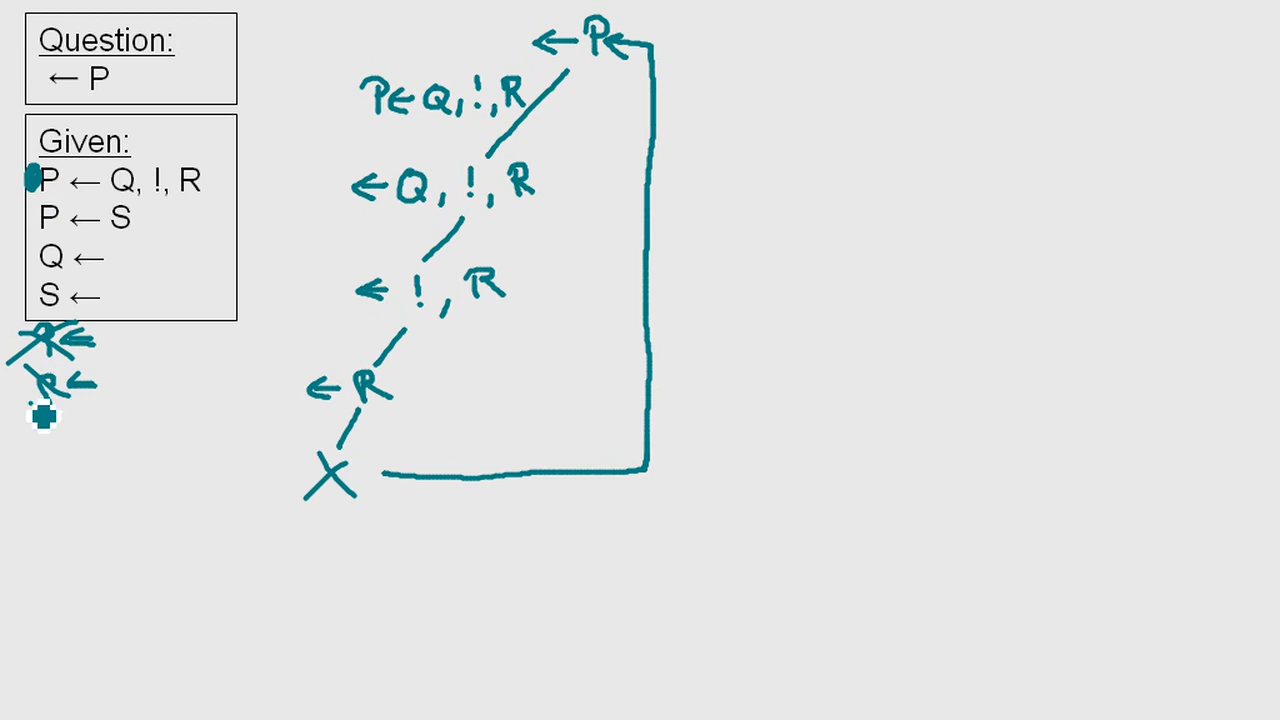 Question:
← P
Given:
P ← Q, !, R
P ← S
Q ←
S ←
R ←
← P
P ← Q, !, R
← Q, !, R
← !, R
← R
X